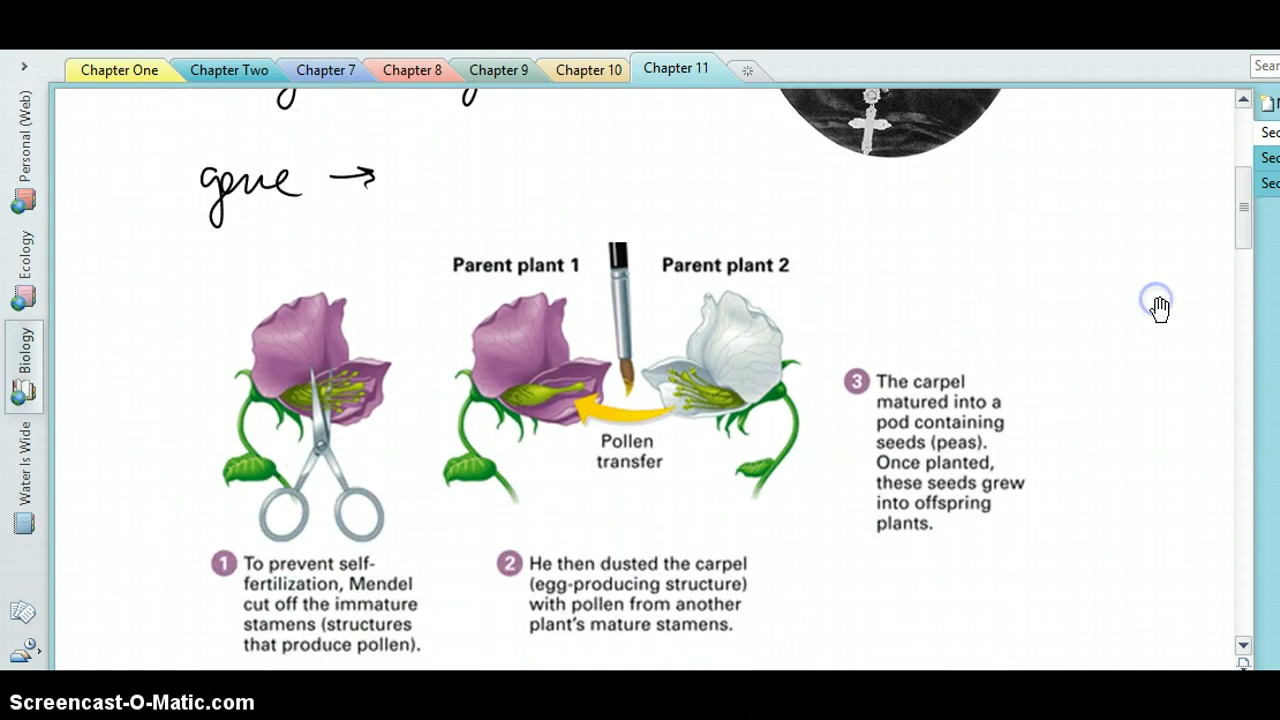 Chapter One
Chapter Two
Chapter 7
Chapter 8
Chapter 9
Chapter 10
Chapter 11
Sear
Personal (Web)
Ecology
Biology
Water Is Wide
Sec
Sec
Sec
gene →
Parent plant 1
Parent plant 2
Pollen
transfer
1 To prevent self-
fertilization, Mendel
cut off the immature
stamens (structures
that produce pollen).
2 He then dusted the carpel
(egg-producing structure)
with pollen from another
plant's mature stamens.
3 The carpel
matured into a
pod containing
seeds (peas).
Once planted,
these seeds grew
into offspring
plants.
Screencast-O-Matic.com